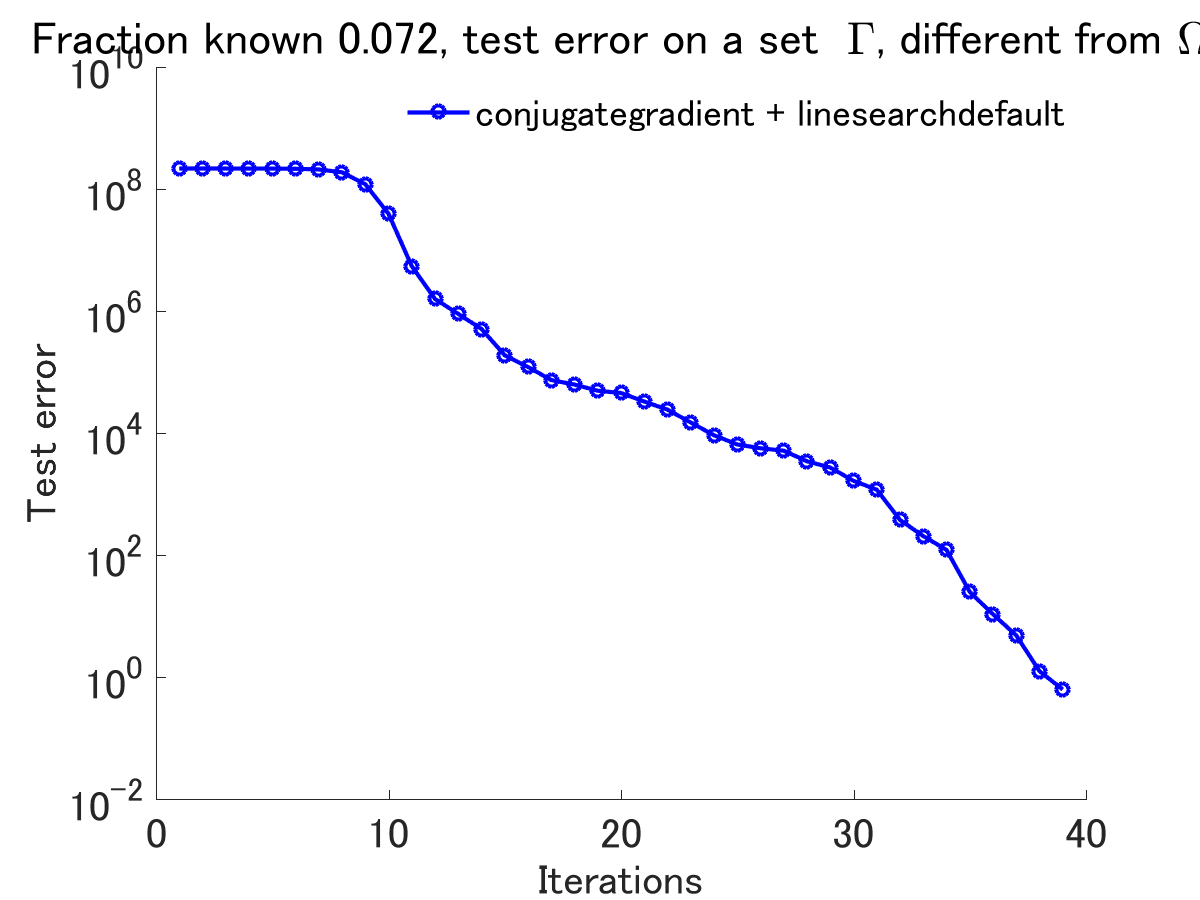 Fraction known 0.072, test error on a set Γ, different from Ω
conjugategradient + linesearchdefault
10^10
10^8
10^6
10^4
10^2
10^0
10^−2
Test error
0 10 20 30 40
Iterations